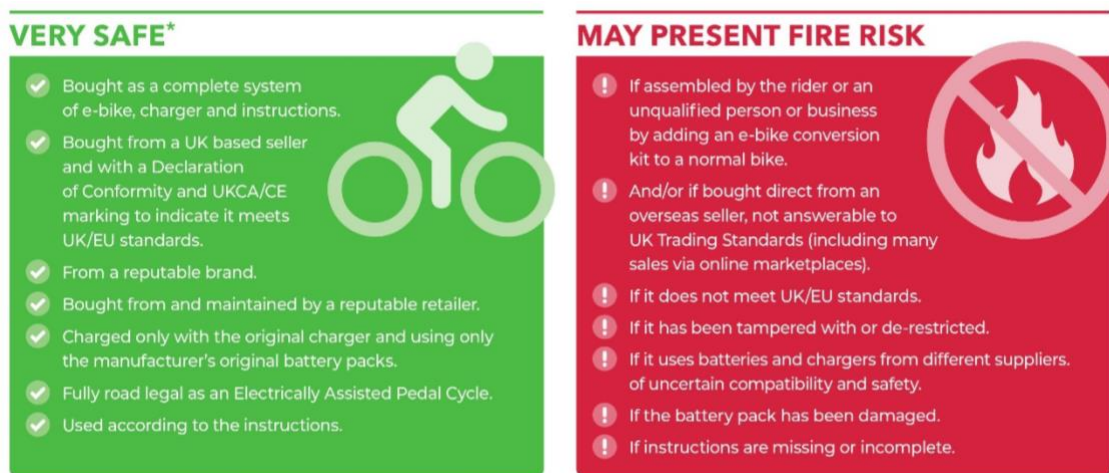 VERY SAFE*
Bought as a complete system
of e-bike, charger and instructions.
Bought from a UK based seller
and with a Declaration
of Conformity and UKCA/CE
marking to indicate it meets
UK/EU standards.
From a reputable brand.
Bought from and maintained by a reputable retailer.
Charged only with the original charger and using only
the manufacturer's original battery packs.
Fully road legal as an Electrically Assisted Pedal Cycle.
Used according to the instructions.
MAY PRESENT FIRE RISK
If assembled by the rider or an
unqualified person or business
by adding an e-bike conversion
kit to a normal bike.
And/or if bought direct from an
overseas seller, not answerable to
UK Trading Standards (including many
sales via online marketplaces).
If it does not meet UK/EU standards.
If it has been tampered with or de-restricted.
If it uses batteries and chargers from different suppliers.
of uncertain compatibility and safety.
If the battery pack has been damaged.
If instructions are missing or incomplete.